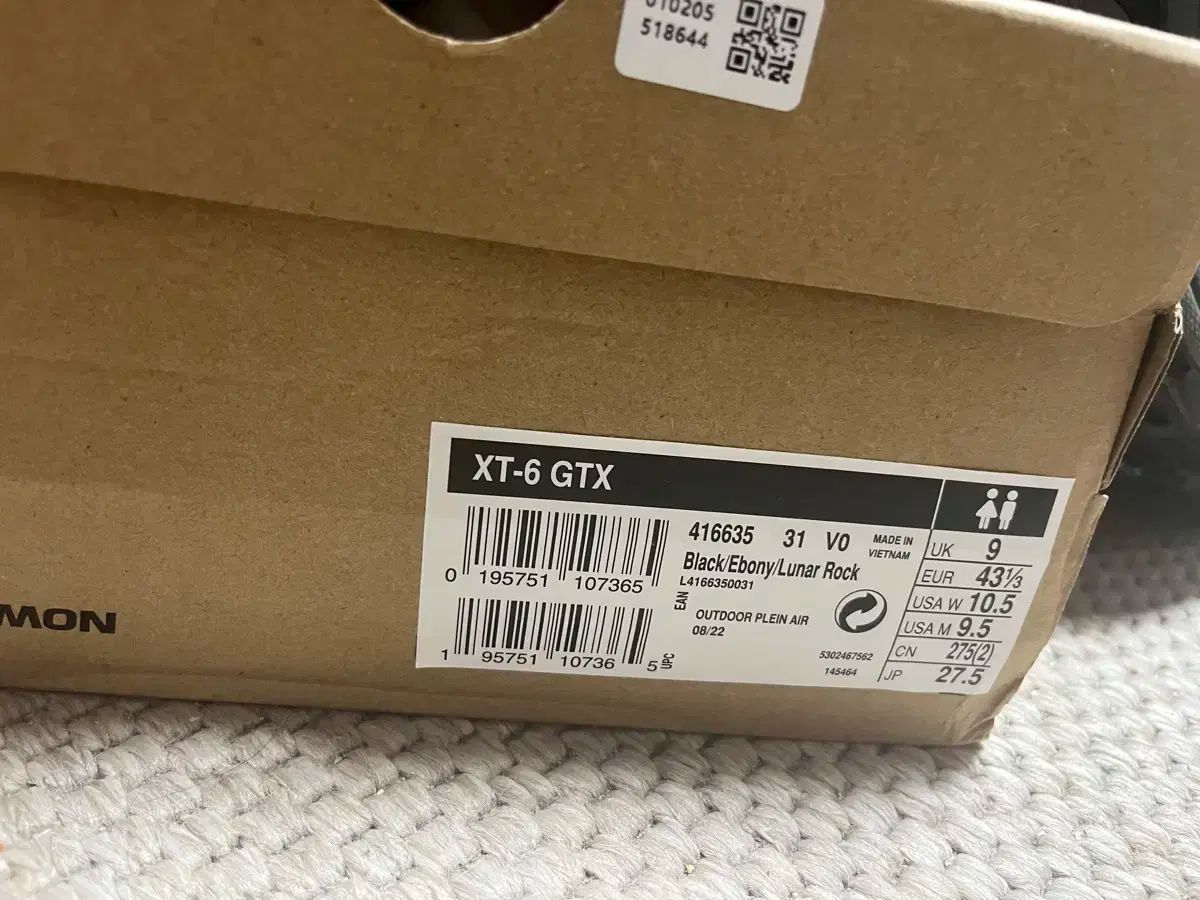 010205
518644
XT-6 GTX
416635 31 V0
MADE IN
VIETNAM
Black/Ebony/Lunar Rock
L4166350031
0 195751 107365
EAN
OUTDOOR PLEIN AIR
08/22
1 95751 10736 5
UPC
5302467562
145464
UK 9
EUR 43⅓
USA W 10.5
USA M 9.5
CN 275(2)
JP 27.5
MON